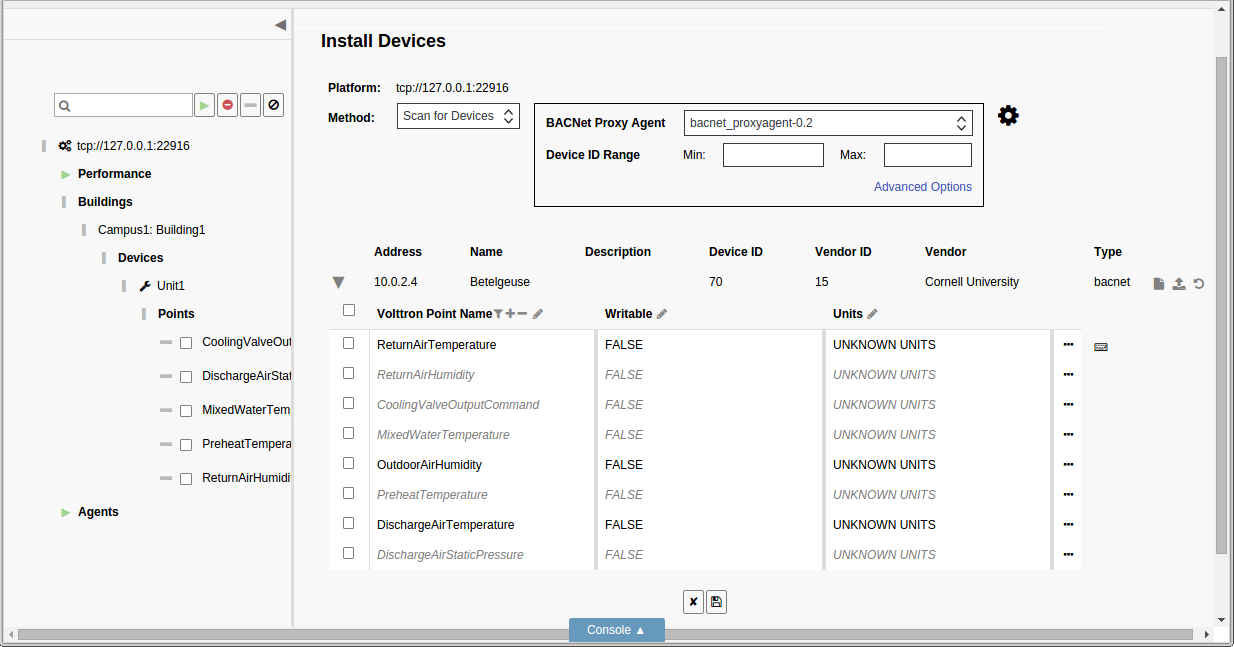 Install Devices
Platform: tcp://127.0.0.1:22916
Method: Scan for Devices
BACNet Proxy Agent bacnet_proxyagent-0.2
Device ID Range Min: Max:
Advanced Options
tcp://127.0.0.1:22916
Performance
Buildings
Campus1: Building1
Devices
Unit1
Points
CoolingValveOut
DischargeAirStat
MixedWaterTem
PreheatTempera
ReturnAirHumidi
Agents
Address Name Description Device ID Vendor ID Vendor Type
10.0.2.4 Betelgeuse 70 15 Cornell University bacnet
Volttron Point Name Writable Units
ReturnAirTemperature FALSE UNKNOWN UNITS
ReturnAirHumidity FALSE UNKNOWN UNITS
CoolingValveOutputCommand FALSE UNKNOWN UNITS
MixedWaterTemperature FALSE UNKNOWN UNITS
OutdoorAirHumidity FALSE UNKNOWN UNITS
PreheatTemperature FALSE UNKNOWN UNITS
DischargeAirTemperature FALSE UNKNOWN UNITS
DischargeAirStaticPressure FALSE UNKNOWN UNITS
Console ▲